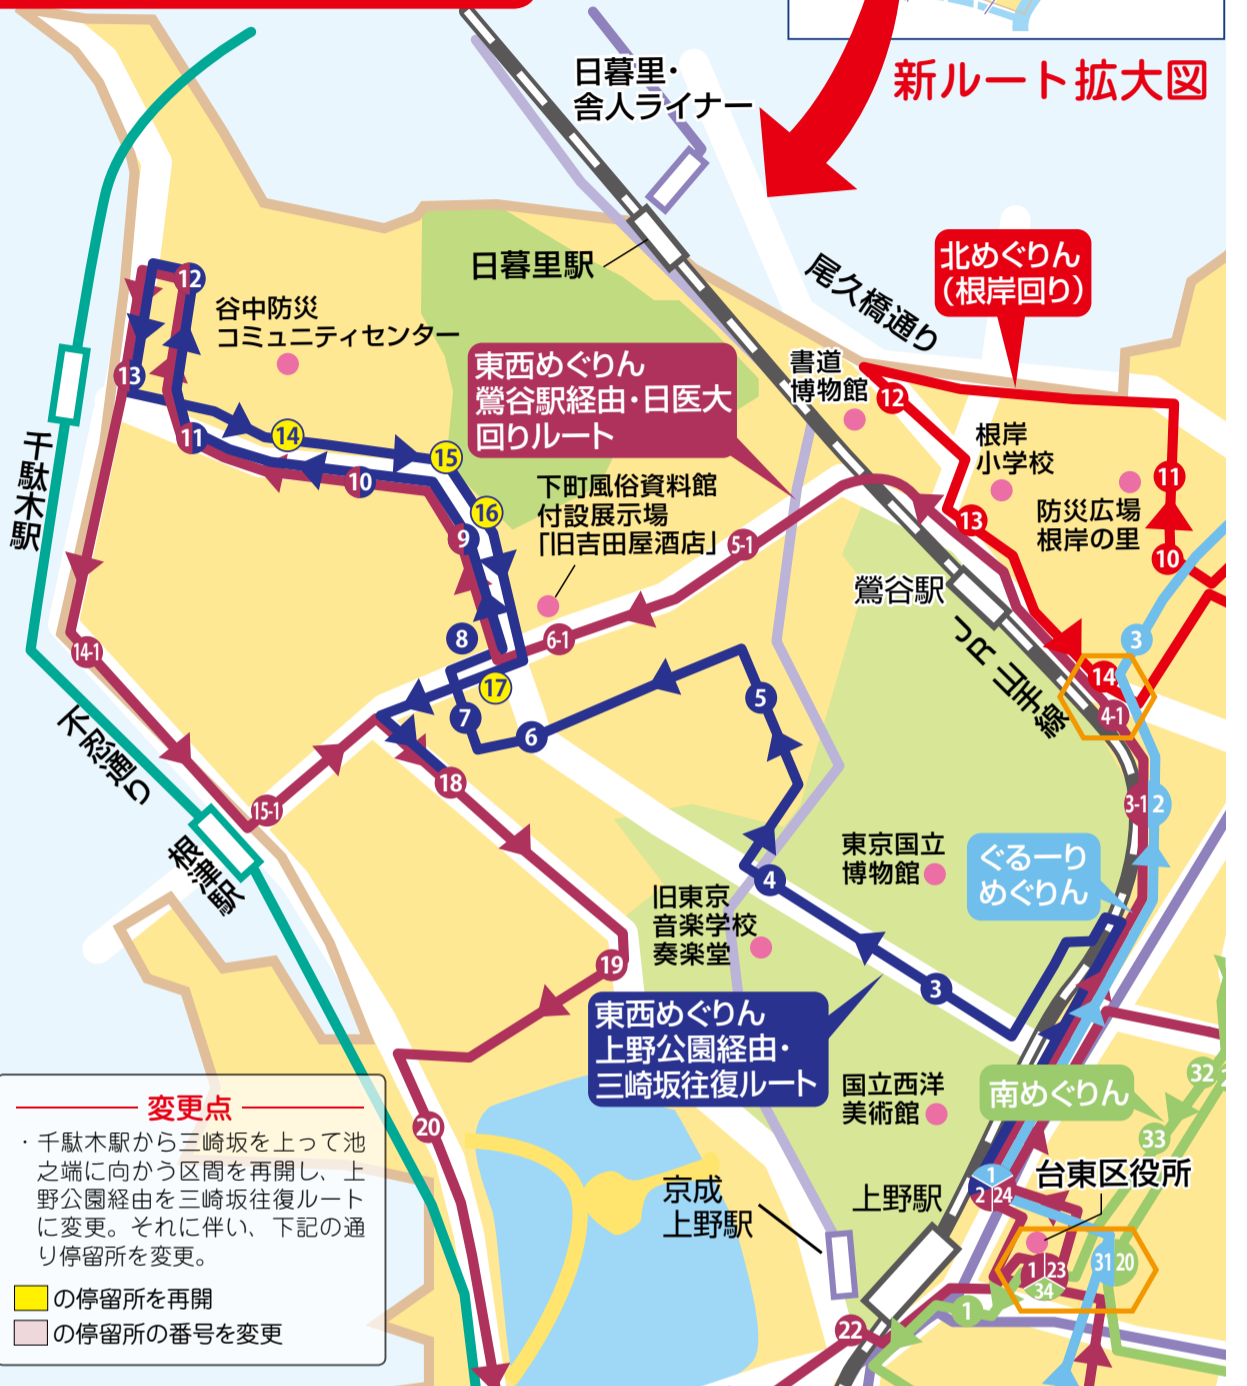 新ルート拡大図
日暮里・
舎人ライナー
日暮里駅
尾久橋通り
北めぐりん
(根岸回り)
12
谷中防災
コミュニティセンター
13
東西めぐりん
鶯谷駅経由・日医大
回りルート
書道
博物館
12
根岸
小学校
11
防災広場
根岸の里
13
10
14
15
11
10
16
9
下町風俗資料館
付設展示場
「旧吉田屋酒店」
5-1
千駄木駅
鶯谷駅
JR山手線
3
8
6-1
14-1
17
14
4-1
7
6
5
不忍通り
18
15-1
3-1
2
根津駅
東京国立
博物館
ぐるーり
めぐりん
4
旧東京
音楽学校
奏楽堂
19
3
東西めぐりん
上野公園経由・
三崎坂往復ルート
国立西洋
美術館
南めぐりん
32
2
33
20
変更点
・千駄木駅から三崎坂を上って池
之端に向かう区間を再開し、上
野公園経由を三崎坂往復ルート
に変更。それに伴い、下記の通
り停留所を変更。
の停留所を再開
の停留所の番号を変更
京成
上野駅
上野駅
1
2
24
台東区役所
1
23
34
31
20
1
22